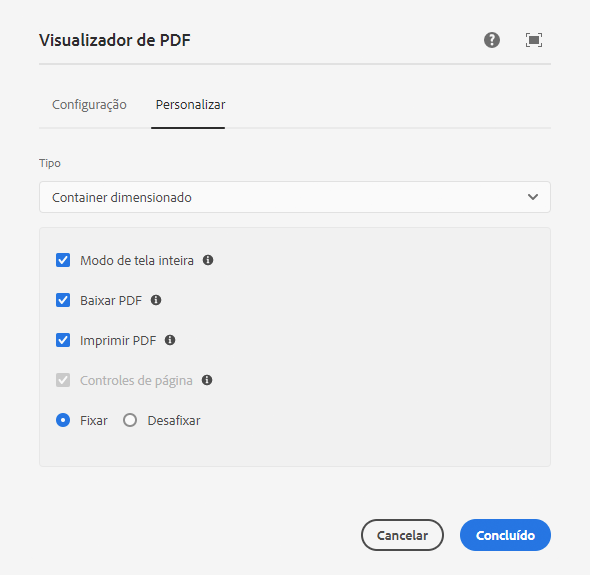 Visualizador de PDF
Configuração Personalizar
Tipo
Container dimensionado
Modo de tela inteira
Baixar PDF
Imprimir PDF
Controles de página
Fixar Desafixar
Cancelar Concluído